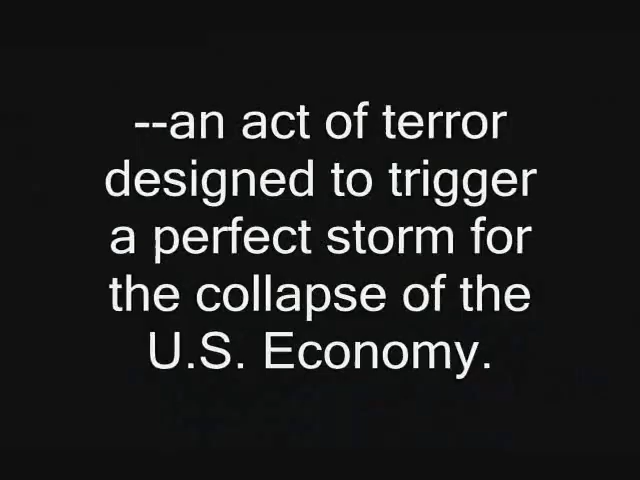 --an act of terror
designed to trigger
a perfect storm for
the collapse of the
U.S. Economy.